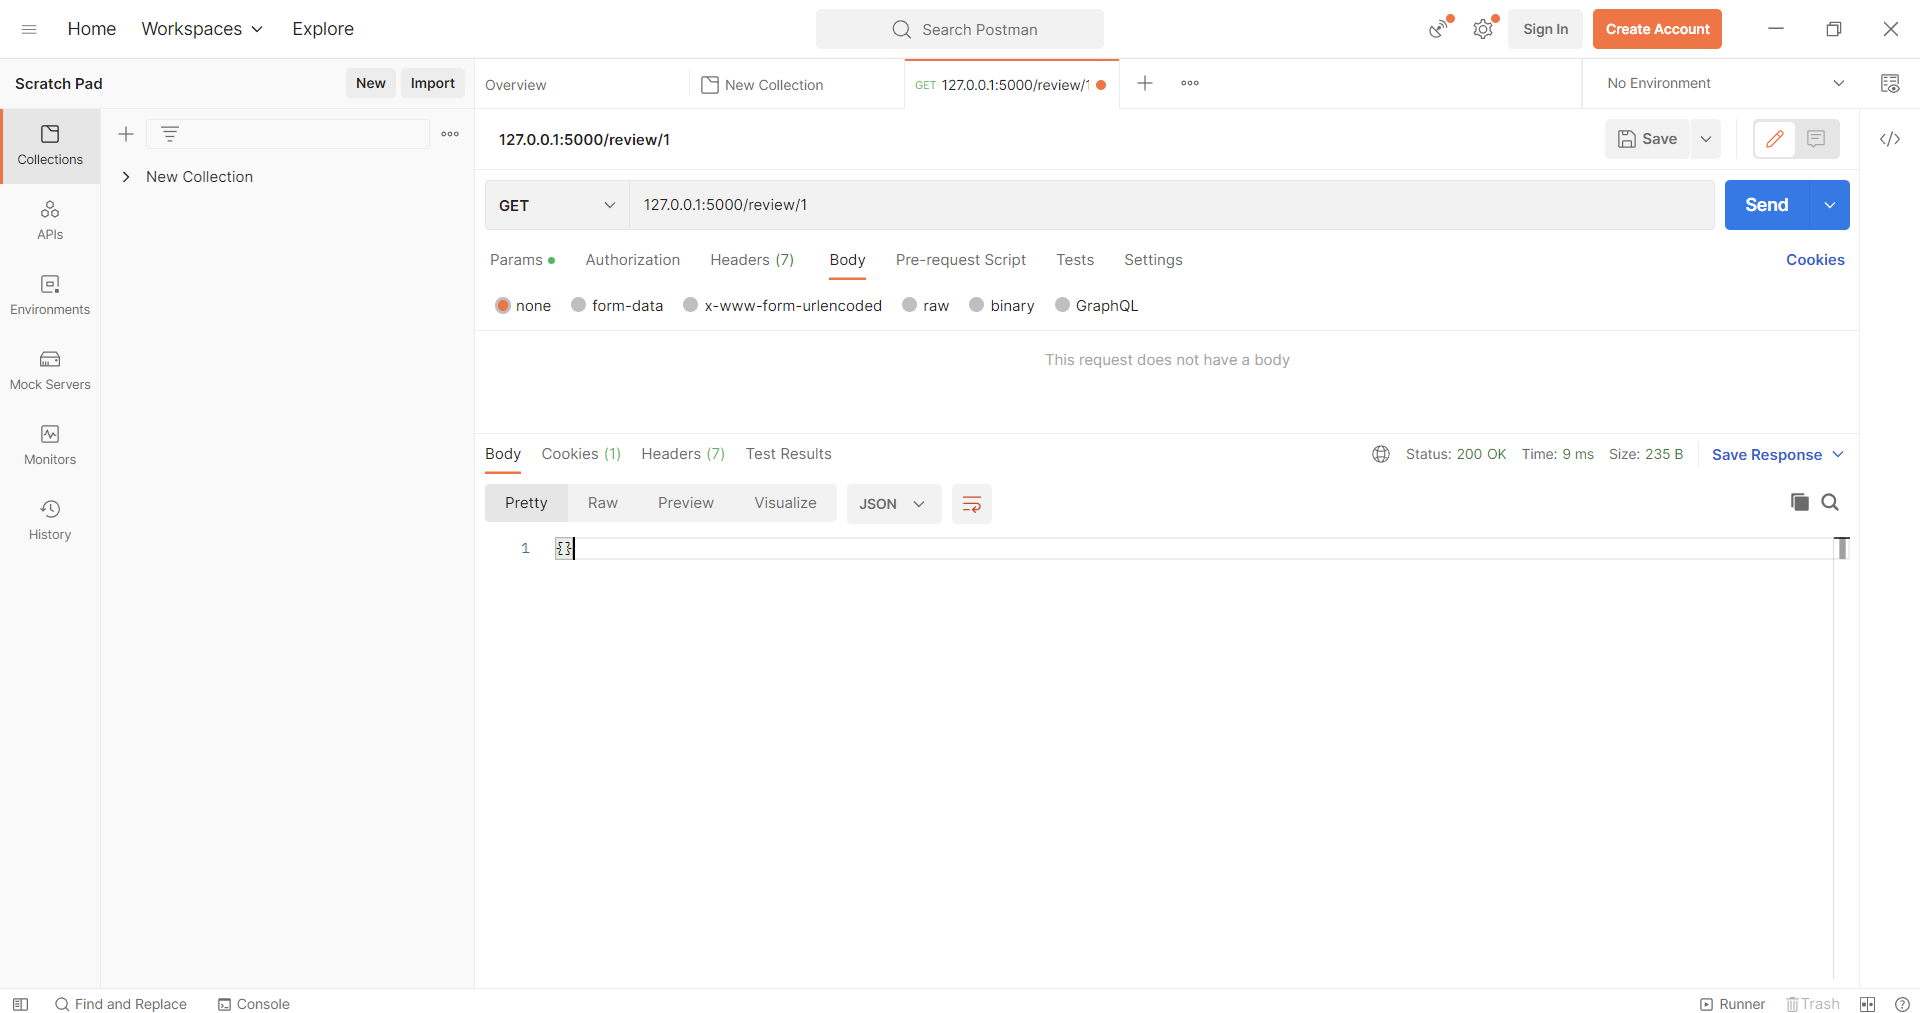 Home Workspaces Explore Search Postman Sign In Create Account
Scratch Pad New Import Overview New Collection GET 127.0.0.1:5000/review/1 No Environment
Collections
New Collection
APIs
Environments
Mock Servers
Monitors
History
127.0.0.1:5000/review/1 Save
GET 127.0.0.1:5000/review/1 Send
Params Authorization Headers (7) Body Pre-request Script Tests Settings Cookies
none form-data x-www-form-urlencoded raw binary GraphQL
This request does not have a body
Body Cookies (1) Headers (7) Test Results Status: 200 OK Time: 9 ms Size: 235 B Save Response
Pretty Raw Preview Visualize JSON
1 {}
Find and Replace Console Runner Trash